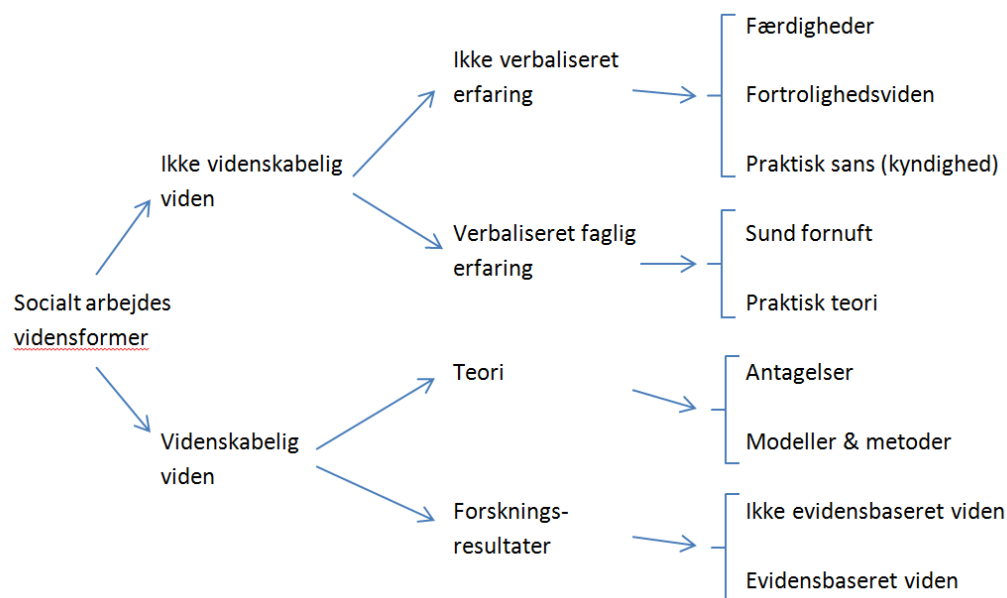 Færdigheder
Ikke verbaliseret
erfaring
Fortrolighedsviden
Ikke videnskabelig
viden
Praktisk sans (kyndighed)
Verbaliseret faglig
erfaring
Sund fornuft
Socialt arbejdes
vidensformer
Praktisk teori
Teori
Antagelser
Videnskabelig
viden
Modeller & metoder
Forsknings-
resultater
Ikke evidensbaseret viden
Evidensbaseret viden